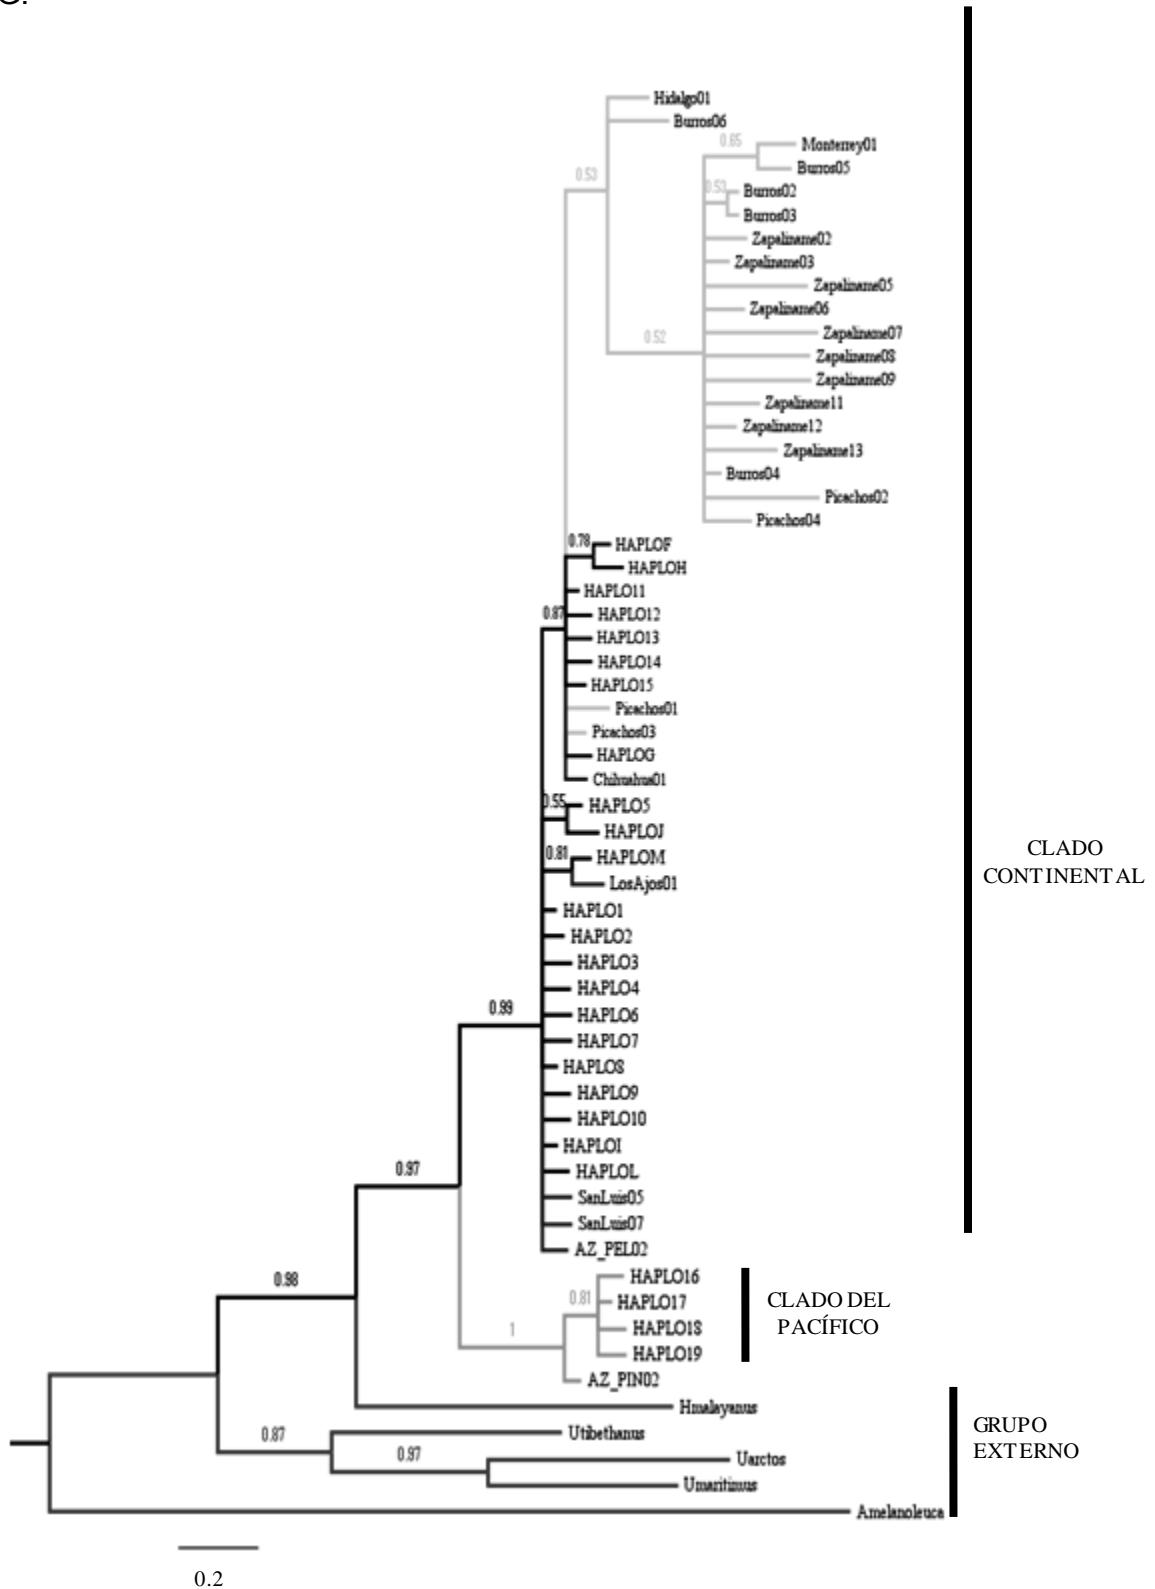 Hidalgo01
Burros06
0.65
Monterrey01
Burros05
0.53
0.53
Burros02
Burros03
Zapaliname02
Zapaliname03
Zapaliname05
Zapaliname06
Zapaliname07
0.52
Zapaliname08
Zapaliname09
Zapaliname11
Zapaliname12
Zapaliname13
Burros04
Picachos02
Picachos04
0.78
HAPLOF
HAPLOH
HAPLO11
0.87
HAPLO12
HAPLO13
HAPLO14
HAPLO15
Picachos01
Picachos03
HAPLOG
Chihuahua01
0.55
HAPLO5
HAPLOJ
0.81
HAPLOM
LosAjos01
CLADO
CONTINENTAL
HAPLO1
HAPLO2
HAPLO3
HAPLO4
0.99
HAPLO6
HAPLO7
HAPLO8
HAPLO9
HAPLO10
HAPLOI
0.97
HAPLOL
SanLuis05
SanLuis07
AZ_PEL02
0.98
HAPLO16
0.81
HAPLO17
HAPLO18
HAPLO19
CLADO DEL
PACÍFICO
1
AZ_PIN02
Hmalayanus
Utibethanus
0.87
0.97
Uarctos
Umaritimus
Amelanoleuca
GRUPO
EXTERNO
0.2